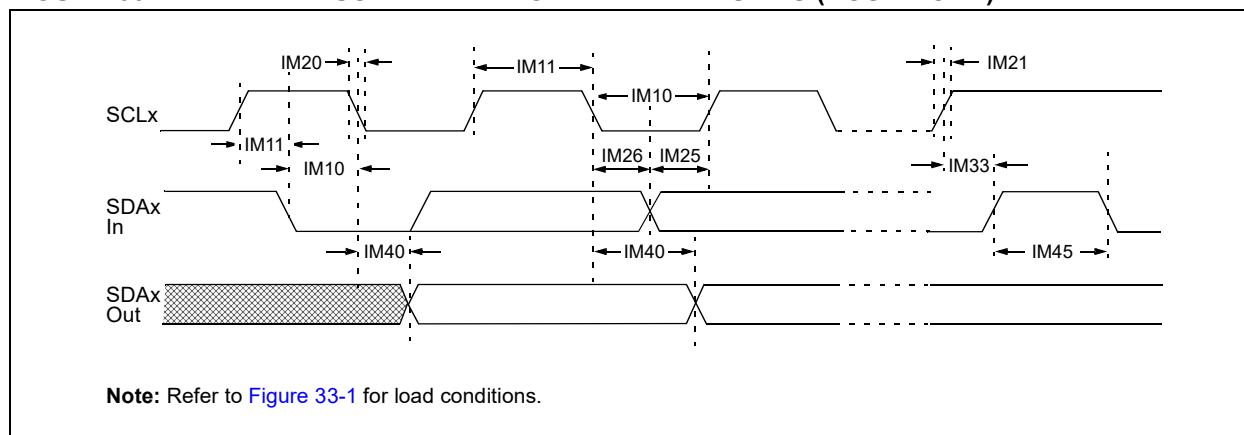 IM20
IM11
IM21
IM10
SCLx
IM11
IM26
IM25
IM10
IM33
SDAx
In
IM40
IM40
IM45
SDAx
Out
Note: Refer to Figure 33-1 for load conditions.